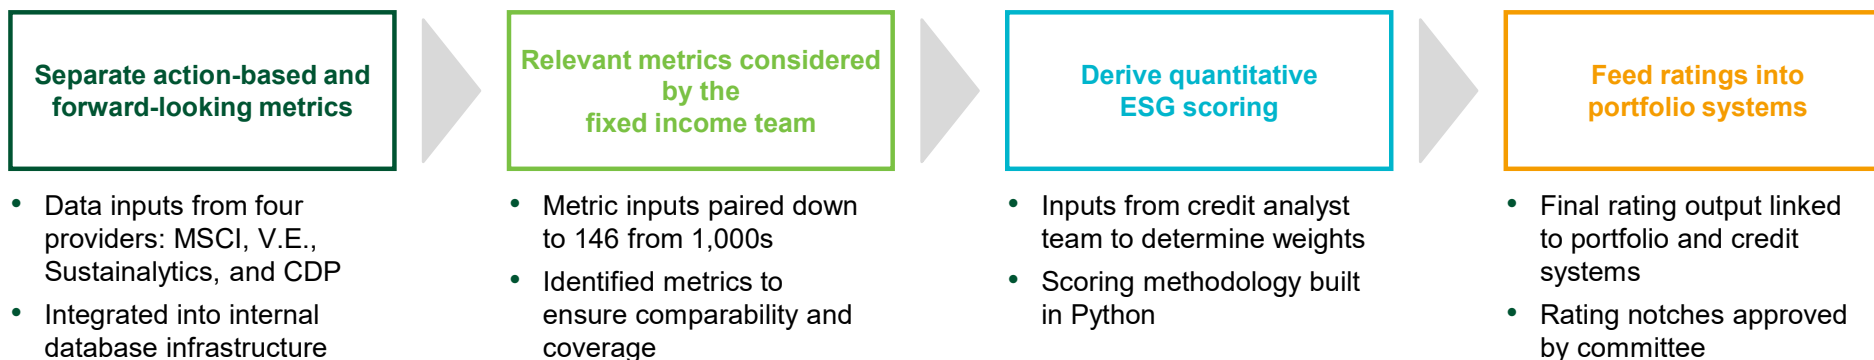 Separate action-based and
forward-looking metrics
• Data inputs from four
providers: MSCI, V.E.,
Sustainalytics, and CDP
• Integrated into internal
database infrastructure
Relevant metrics considered
by the
fixed income team
• Metric inputs paired down
to 146 from 1,000s
• Identified metrics to
ensure comparability and
coverage
Derive quantitative
ESG scoring
• Inputs from credit analyst
team to determine weights
• Scoring methodology built
in Python
Feed ratings into
portfolio systems
• Final rating output linked
to portfolio and credit
systems
• Rating notches approved
by committee